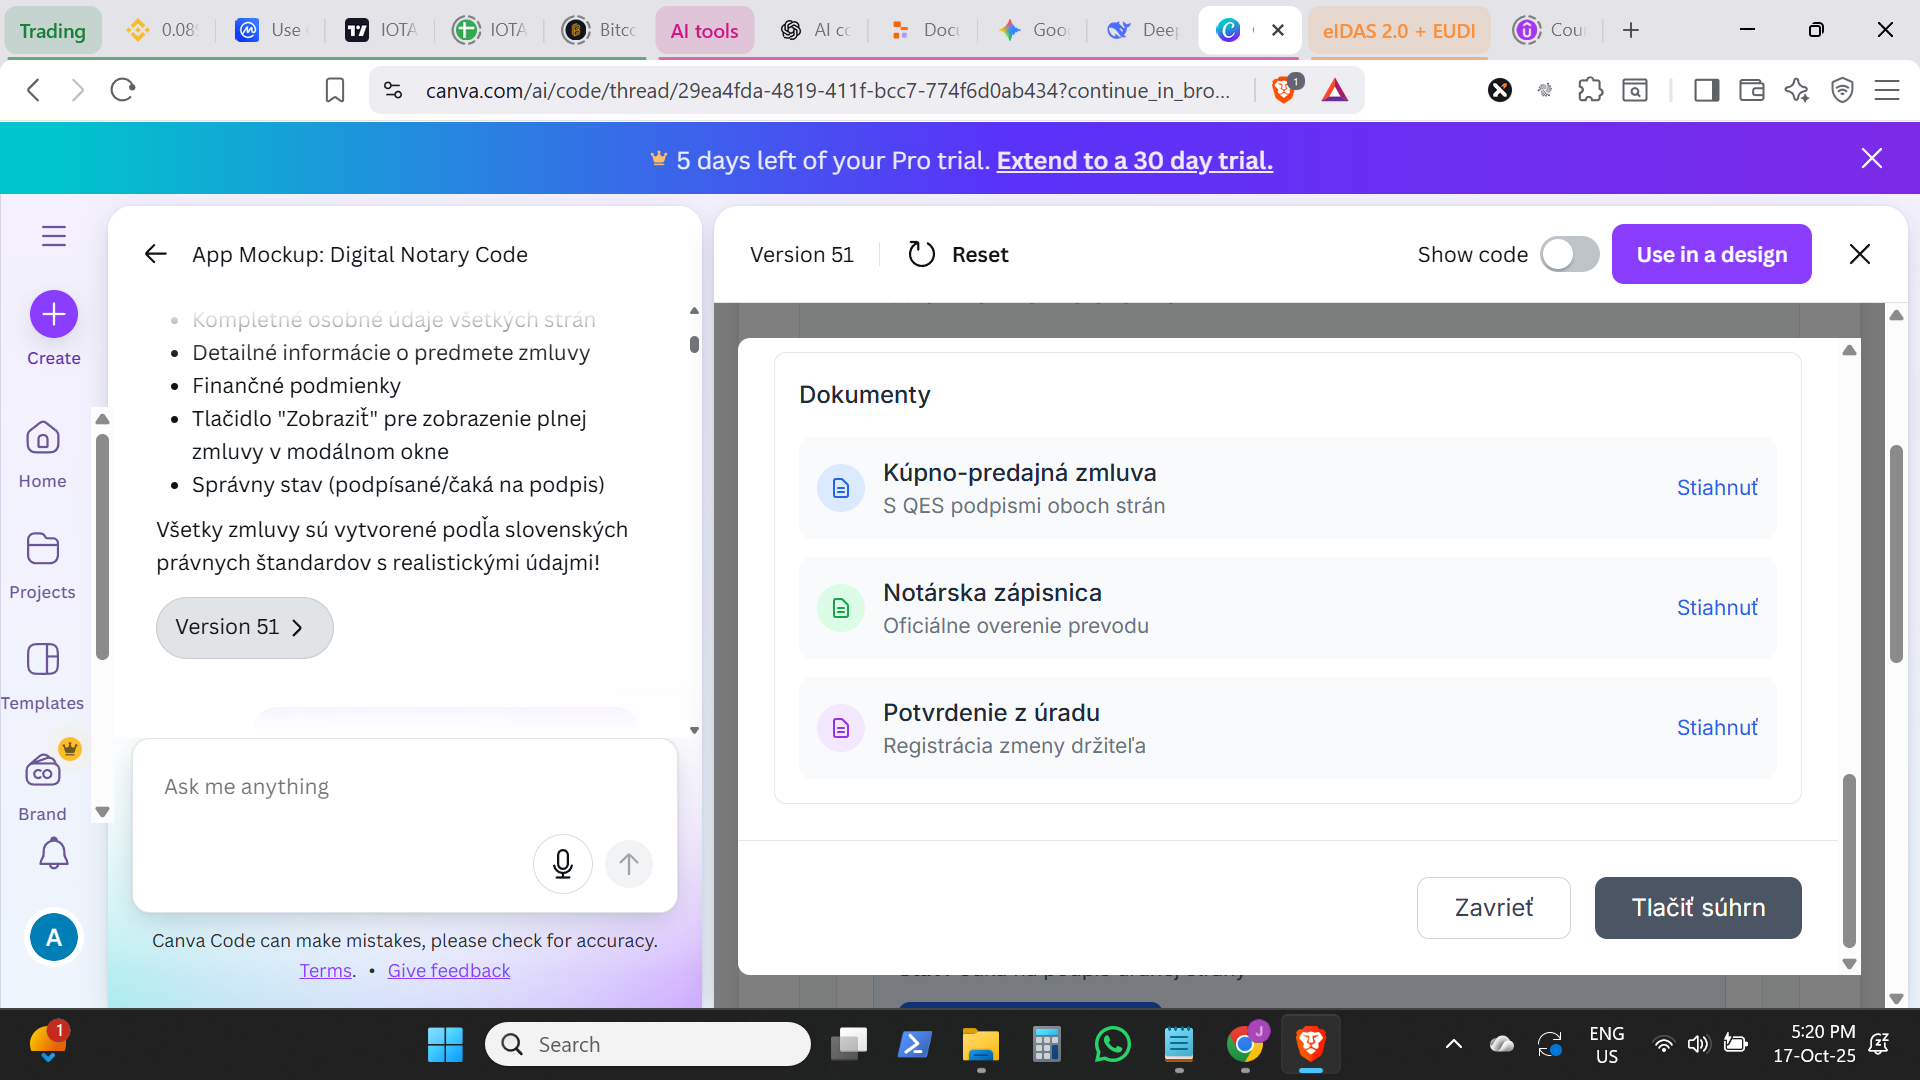 Trading
0.08
Use
IOTA
IOTA
Bitc
AI tools
AI co
Docu
Goo
Deep
eIDAS 2.0 + EUDI
Cou
canva.com/ai/code/thread/29ea4fda-4819-411f-bcc7-774f6d0ab434?continue_in_bro...
1
5 days left of your Pro trial. Extend to a 30 day trial.
App Mockup: Digital Notary Code
Version 51
Reset
Show code
Use in a design
Create
Home
Projects
Templates
Brand
A
Kompletné osobné údaje všetkých strán
Detailné informácie o predmete zmluvy
Finančné podmienky
Tlačidlo "Zobraziť" pre zobrazenie plnej
zmluvy v modálnom okne
Správny stav (podpísané/čaká na podpis)
Všetky zmluvy sú vytvorené podľa slovenských
právnych štandardov s realistickými údajmi!
Version 51
Ask me anything
Canva Code can make mistakes, please check for accuracy.
Terms. • Give feedback
Dokumenty
Kúpno-predajná zmluva
S QES podpismi oboch strán
Stiahnuť
Notárska zápisnica
Oficiálne overenie prevodu
Stiahnuť
Potvrdenie z úradu
Registrácia zmeny držiteľa
Stiahnuť
Zavrieť
Tlačiť súhrn
1
Search
J
ENG
US
5:20 PM
17-Oct-25